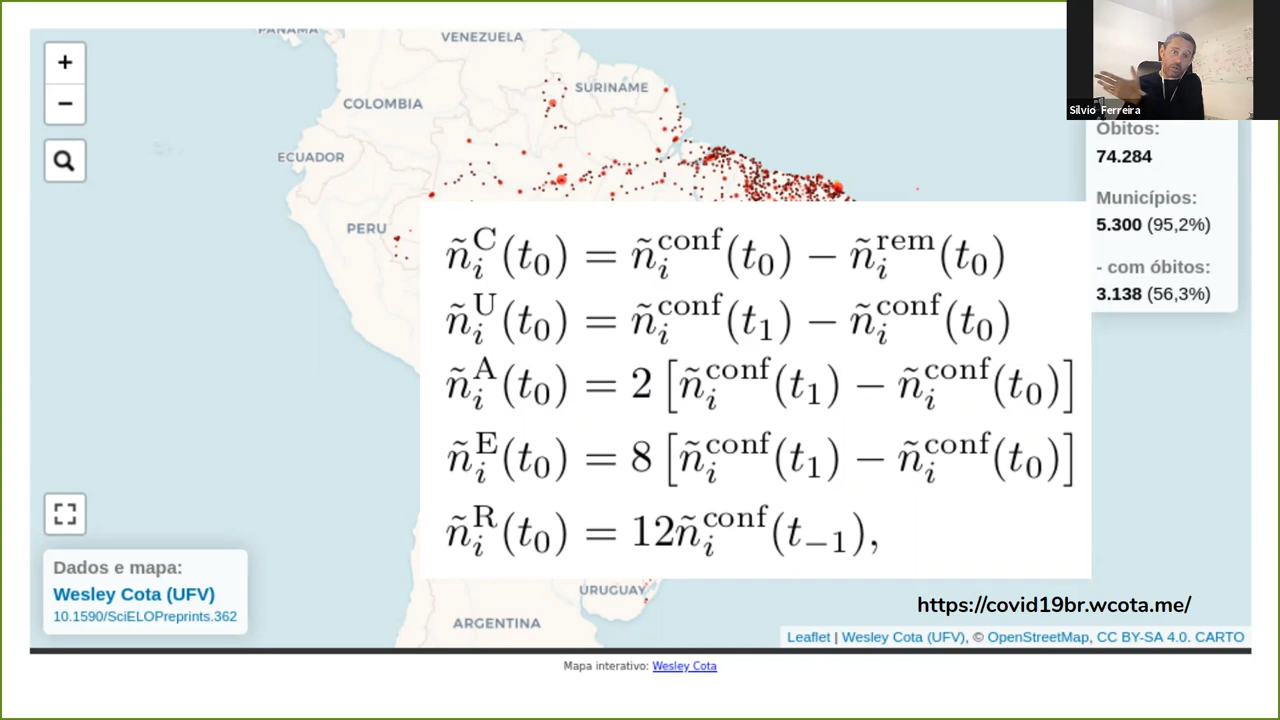 PANAMA
VENEZUELA
SURINAME
COLOMBIA
ECUADOR
PERU
URUGUAY
ARGENTINA
+
−
Silvio Ferreira
Óbitos:
74.284
Municípios:
5.300 (95,2%)
- com óbitos:
3.138 (56,3%)
ñ_i^C(t_0) = ñ_i^conf(t_0) − ñ_i^rem(t_0)
ñ_i^U(t_0) = ñ_i^conf(t_1) − ñ_i^conf(t_0)
ñ_i^A(t_0) = 2 [ñ_i^conf(t_1) − ñ_i^conf(t_0)]
ñ_i^E(t_0) = 8 [ñ_i^conf(t_1) − ñ_i^conf(t_0)]
ñ_i^R(t_0) = 12ñ_i^conf(t_{−1}),
Dados e mapa:
Wesley Cota (UFV)
10.1590/SciELOPreprints.362
https://covid19br.wcota.me/
Leaflet | Wesley Cota (UFV), © OpenStreetMap, CC BY-SA 4.0. CARTO
Mapa interativo: Wesley Cota